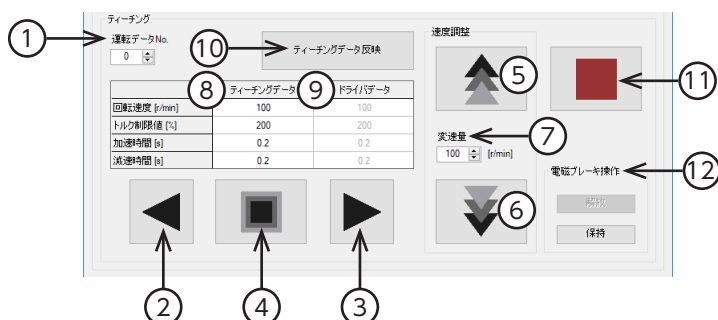 ティーチング
① 運転データNo.
0
⑩ ティーチングデータ反映
速度調整
⑤
⑪
⑧ ティーチングデータ ⑨ ドライバデータ
回転速度 [r/min] 100 100
トルク制限値 [%] 200 200
加速時間 [s] 0.2 0.2
減速時間 [s] 0.2 0.2
変速量 ⑦
100 [r/min]
電磁ブレーキ操作 ⑫
解放
保持
⑥
② ④ ③